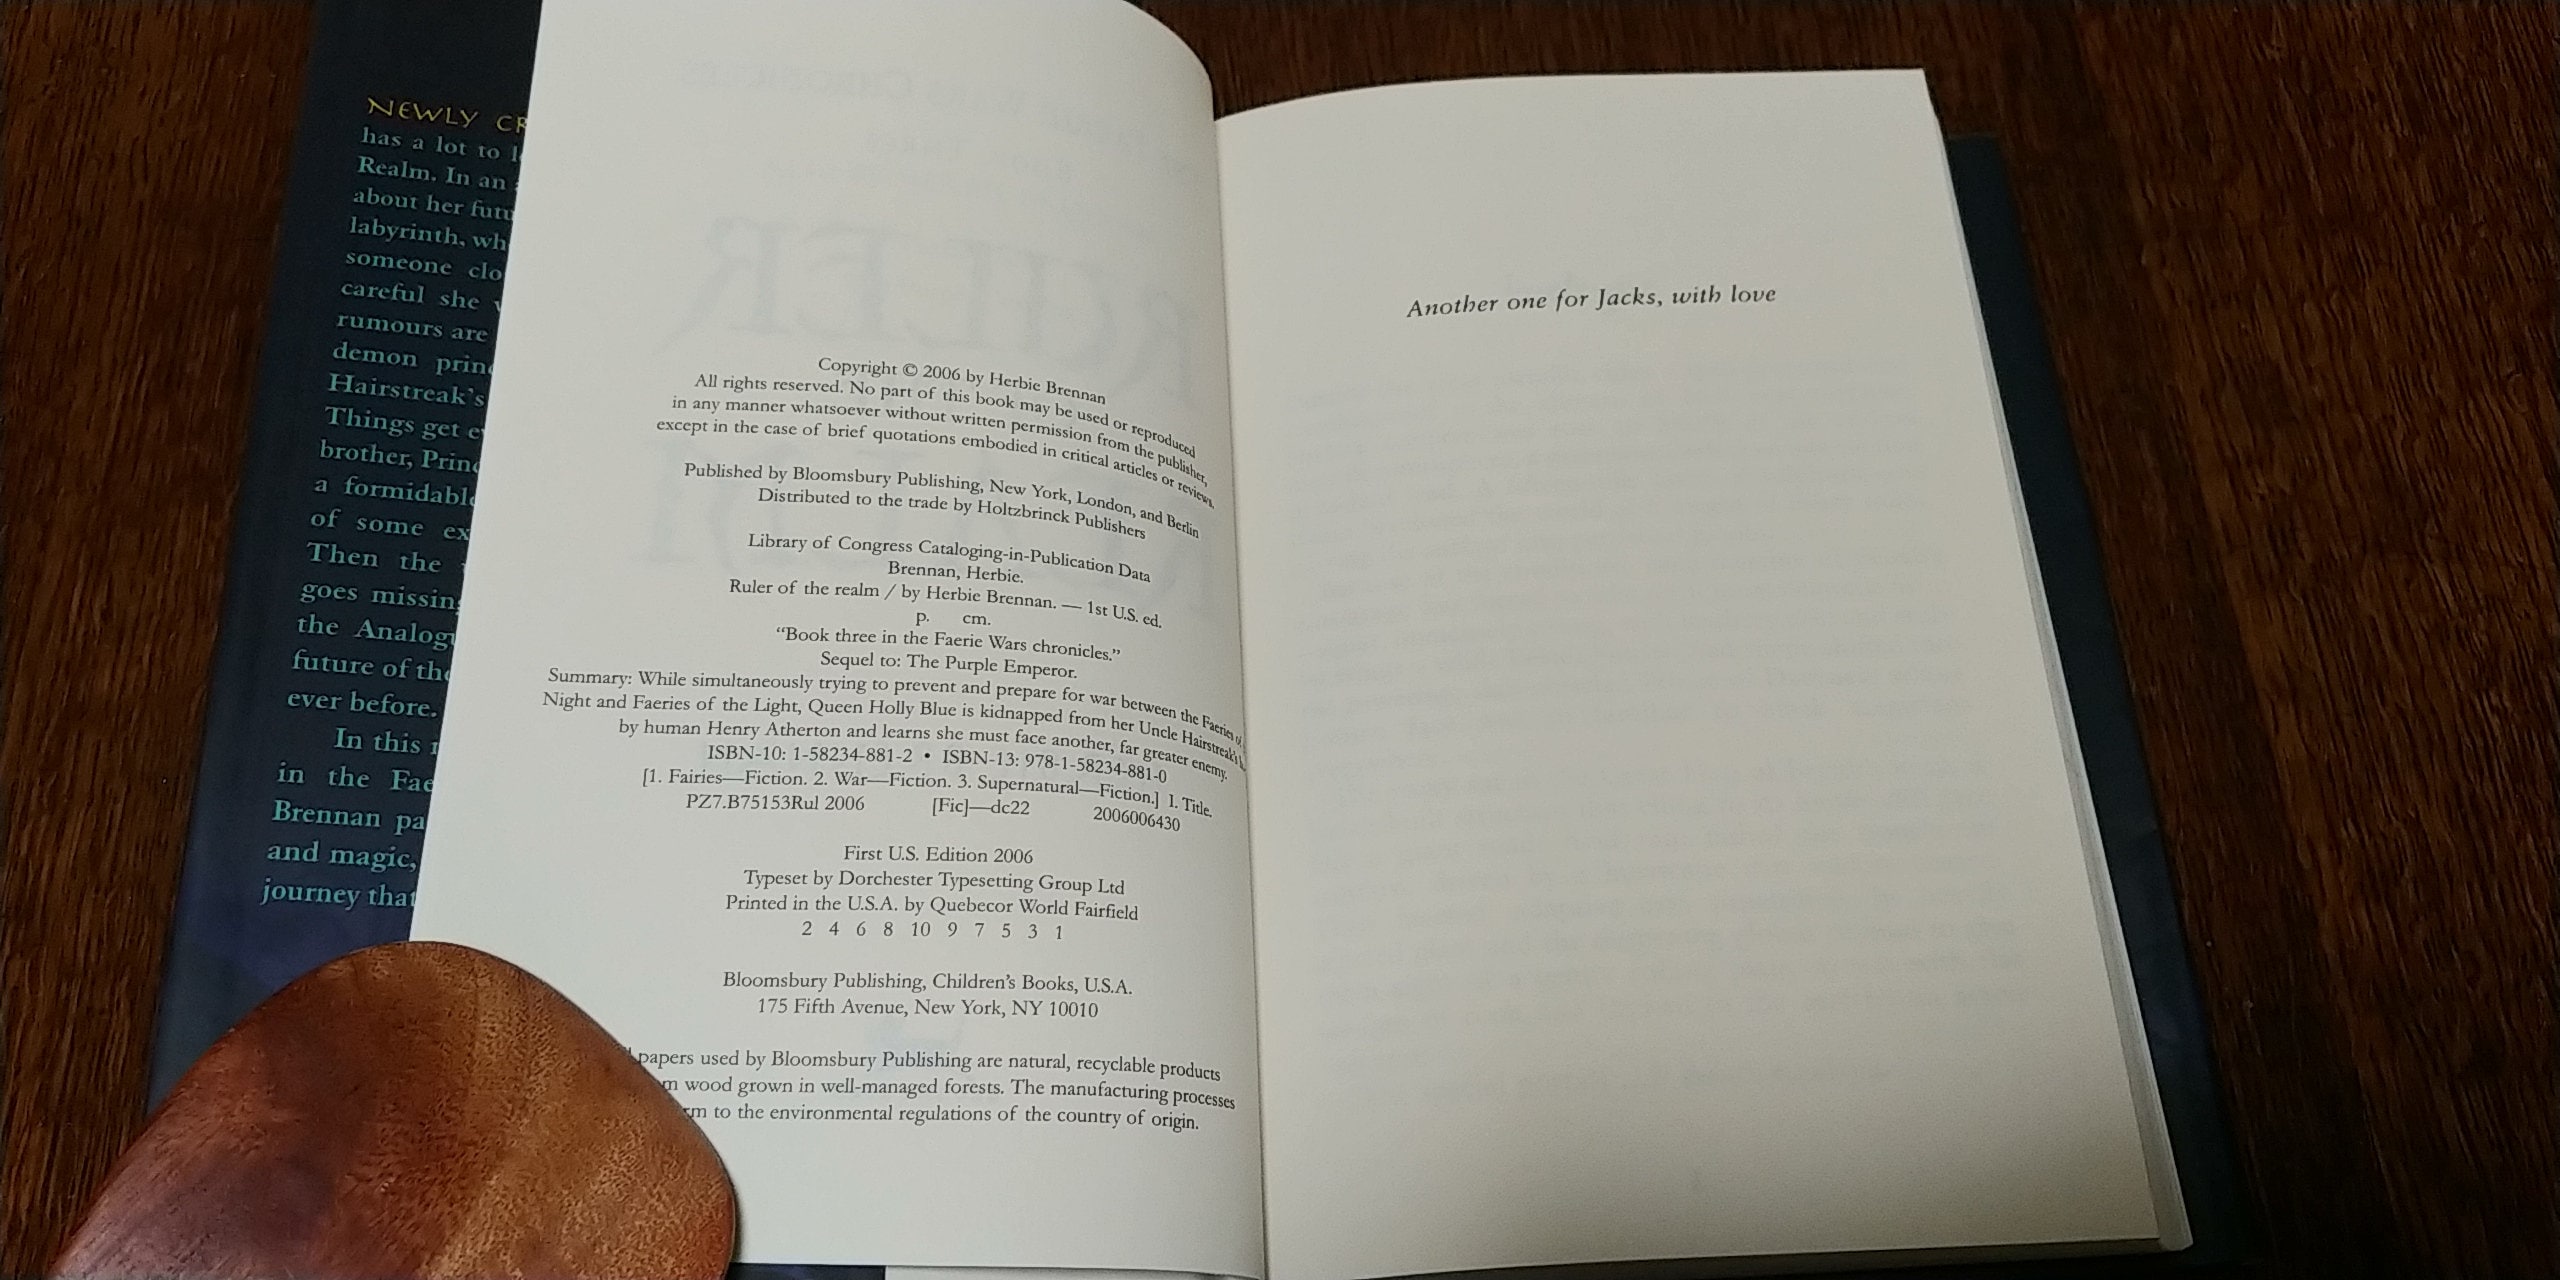 NEWLY CR
has a lot to l
Realm. In an
about her futu
labyrinth, wh
someone clo
careful she
rumours are
demon princ
Hairstreak's
Things get e
brother, Princ
a formidable
of some ex
Then the
goes missing
the Analogu
future of the
ever before.
In this
in the Fae
Brennan pa
and magic,
journey that
Copyright © 2006 by Herbie Brennan
All rights reserved. No part of this book may be used or reproduced
in any manner whatsoever without written permission from the publisher,
except in the case of brief quotations embodied in critical articles or reviews.
Published by Bloomsbury Publishing, New York, London, and Berlin
Distributed to the trade by Holtzbrinck Publishers
Library of Congress Cataloging-in-Publication Data
Brennan, Herbie.
Ruler of the realm / by Herbie Brennan. — 1st U.S. ed.
p. cm.
“Book three in the Faerie Wars chronicles.”
Sequel to: The Purple Emperor.
Summary: While simultaneously trying to prevent and prepare for war between the Faeries of
Night and Faeries of the Light, Queen Holly Blue is kidnapped from her Uncle Hairstreak's
by human Henry Atherton and learns she must face another, far greater enemy.
ISBN-10: 1-58234-881-2 • ISBN-13: 978-1-58234-881-0
[1. Fairies—Fiction. 2. War—Fiction. 3. Supernatural—Fiction.] I. Title.
PZ7.B75153Rul 2006 [Fic]—dc22 2006006430
First U.S. Edition 2006
Typeset by Dorchester Typesetting Group Ltd
Printed in the U.S.A. by Quebecor World Fairfield
2 4 6 8 10 9 7 5 3 1
Bloomsbury Publishing, Children's Books, U.S.A.
175 Fifth Avenue, New York, NY 10010
papers used by Bloomsbury Publishing are natural, recyclable products
m wood grown in well-managed forests. The manufacturing processes
rm to the environmental regulations of the country of origin.
Another one for Jacks, with love